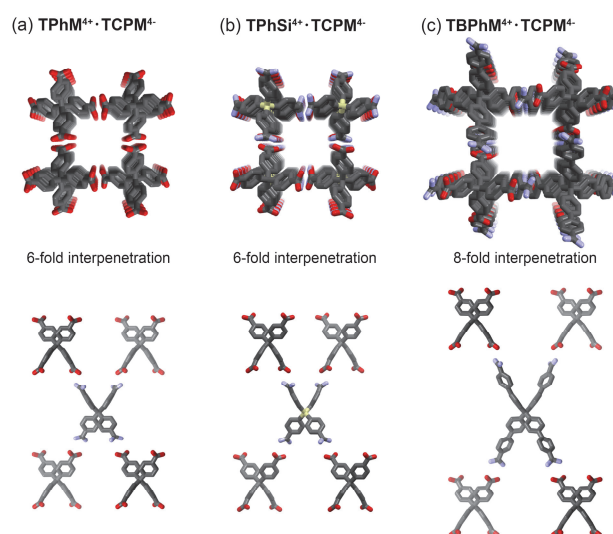 (a) TPhM⁴⁺·TCPM⁴⁻
(b) TPhSi⁴⁺·TCPM⁴⁻
(c) TBPhM⁴⁺·TCPM⁴⁻
6-fold interpenetration
6-fold interpenetration
8-fold interpenetration